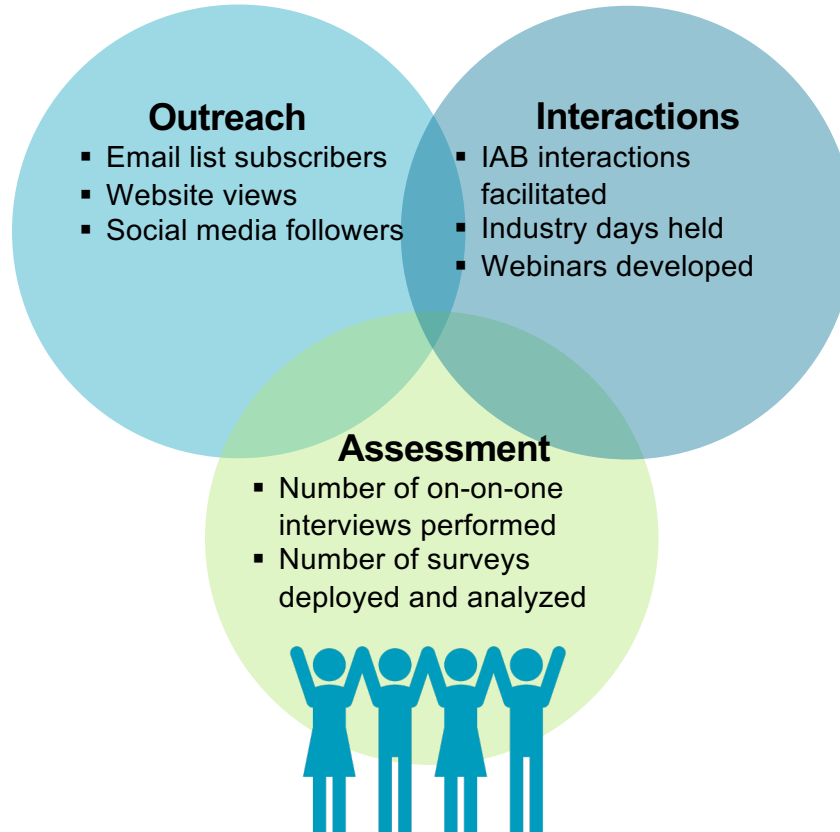 Outreach
▪ Email list subscribers
▪ Website views
▪ Social media followers
Interactions
▪ IAB interactions
facilitated
▪ Industry days held
▪ Webinars developed
Assessment
▪ Number of on-on-one
interviews performed
▪ Number of surveys
deployed and analyzed